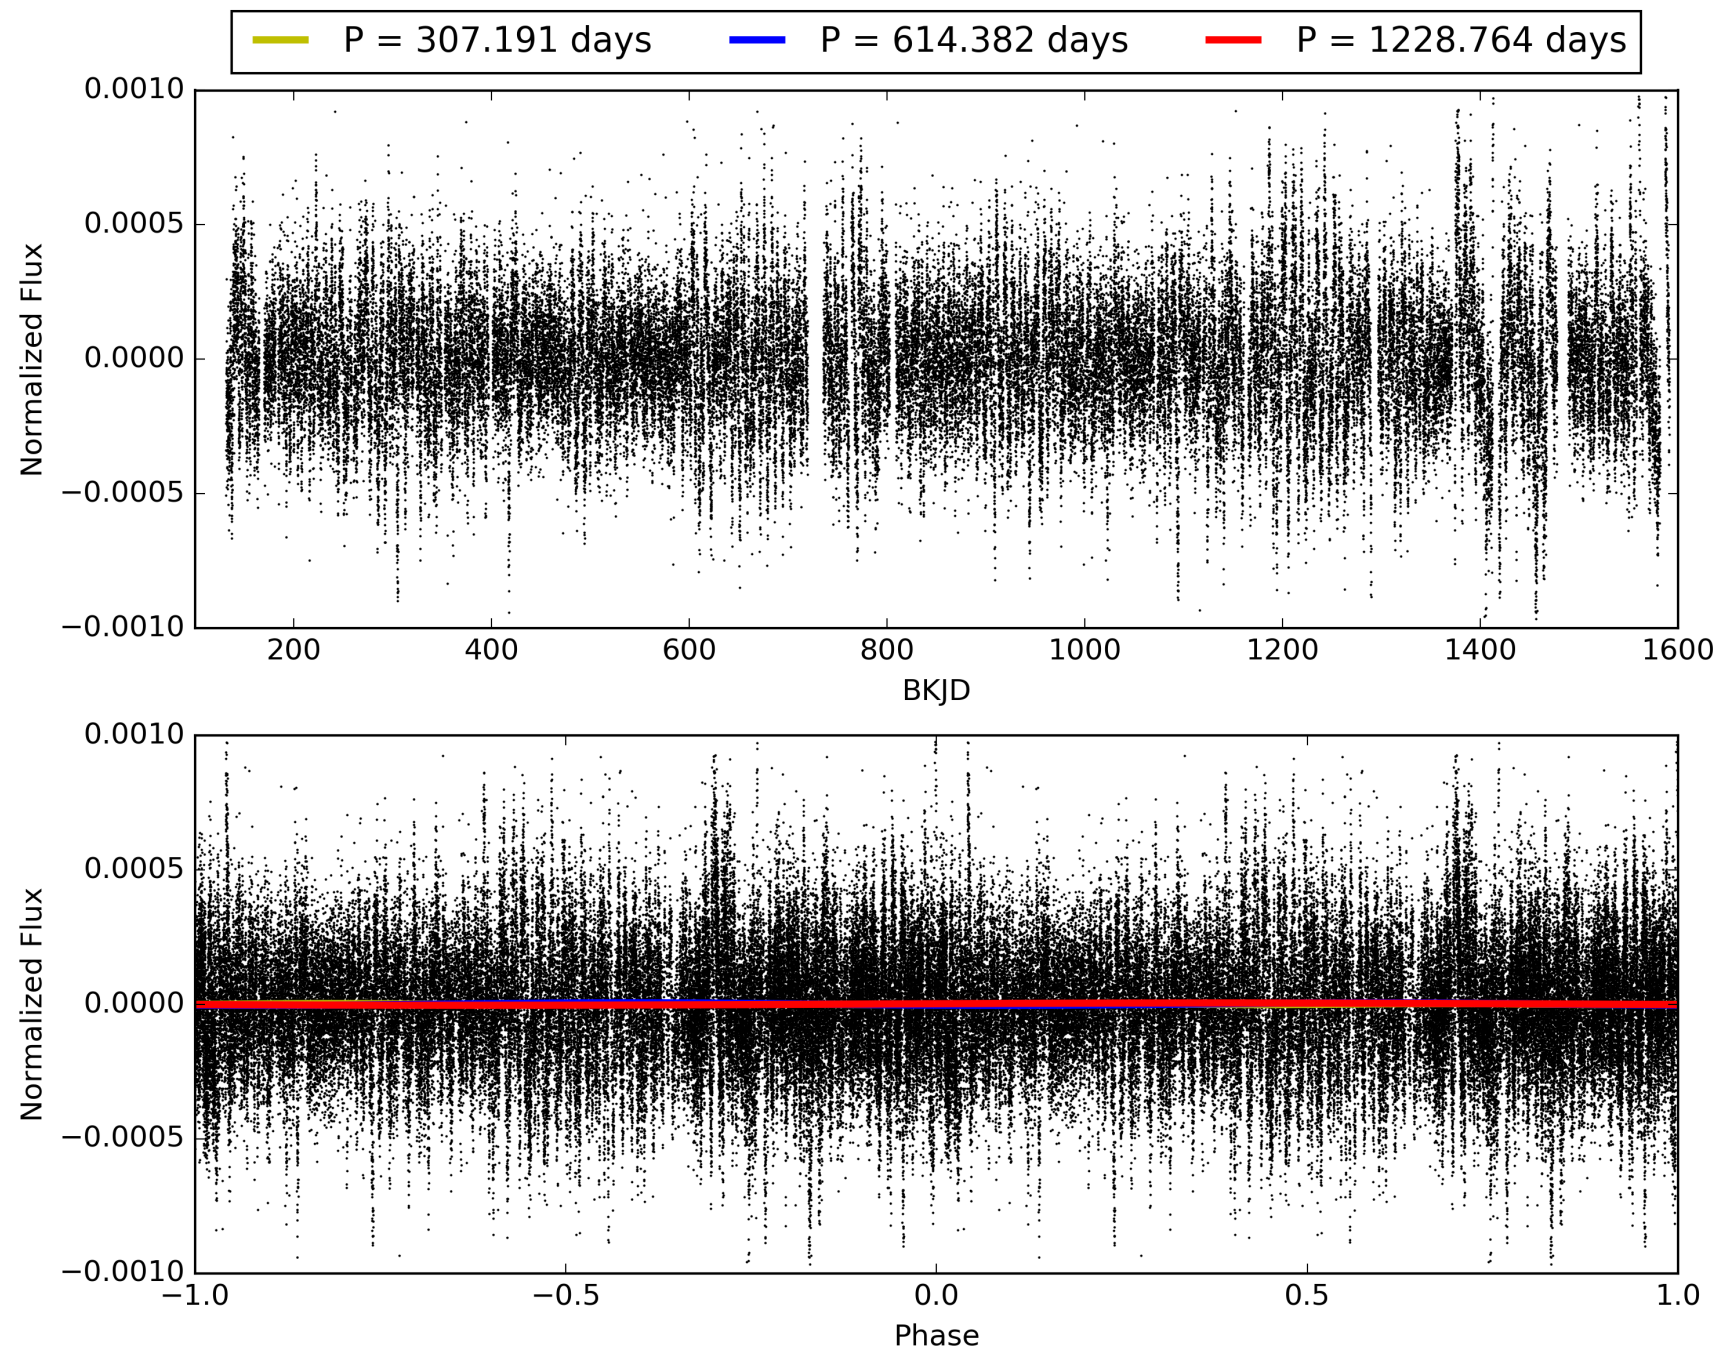 P = 307.191 days P = 614.382 days P = 1228.764 days
0.0010
0.0005
0.0000
−0.0005
−0.0010
Normalized Flux
200 400 600 800 1000 1200 1400 1600
BKJD
0.0010
0.0005
0.0000
−0.0005
−0.0010
Normalized Flux
−1.0 −0.5 0.0 0.5 1.0
Phase